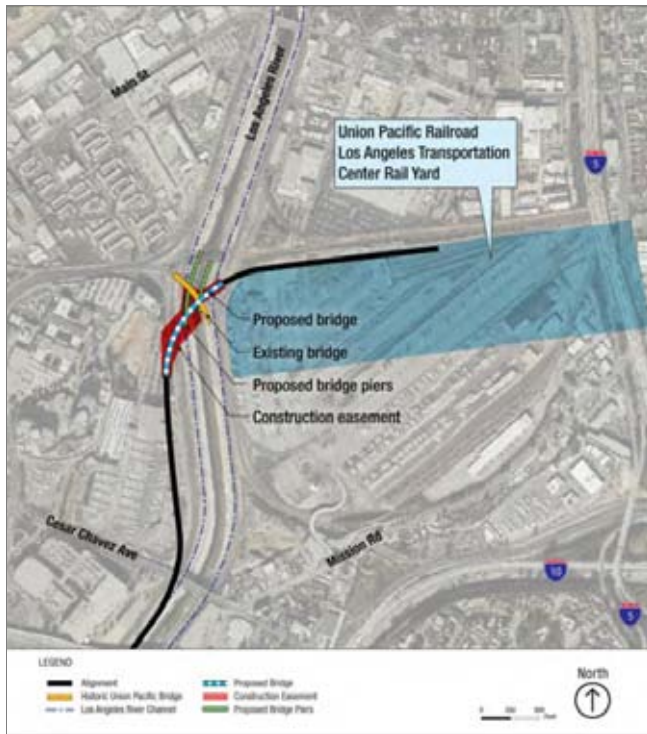 Main St.
Los Angeles River
Union Pacific Railroad
Los Angeles Transportation
Center Rail Yard
5
Proposed bridge
Existing bridge
Proposed bridge piers
Construction easement
Cesar Chavez Ave
Mission Rd
10
5
LEGEND
Alignment
Historic Union Pacific Bridge
Los Angeles River Channel
Proposed Bridge
Construction Easement
Proposed Bridge Piers
North
0
Feet